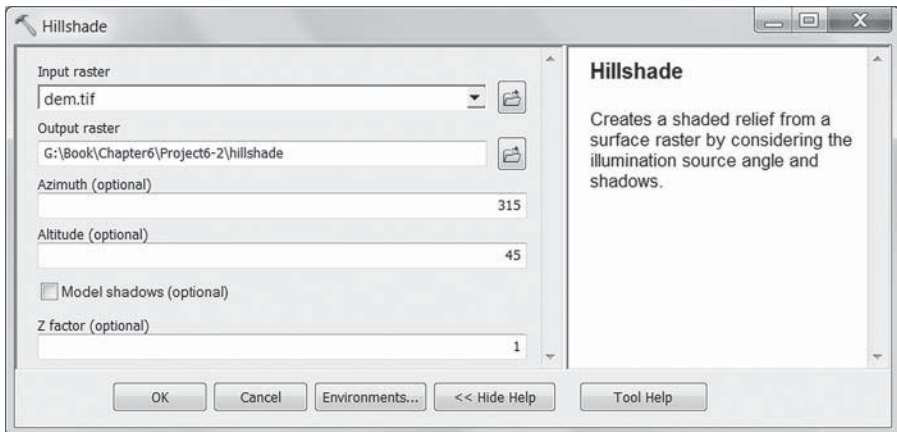 Hillshade
Input raster
dem.tif
Output raster
G:\Book\Chapter6\Project6-2\hillshade
Azimuth (optional)
315
Altitude (optional)
45
Model shadows (optional)
Z factor (optional)
1
Hillshade
Creates a shaded relief from a
surface raster by considering the
illumination source angle and
shadows.
OK
Cancel
Environments...
<< Hide Help
Tool Help